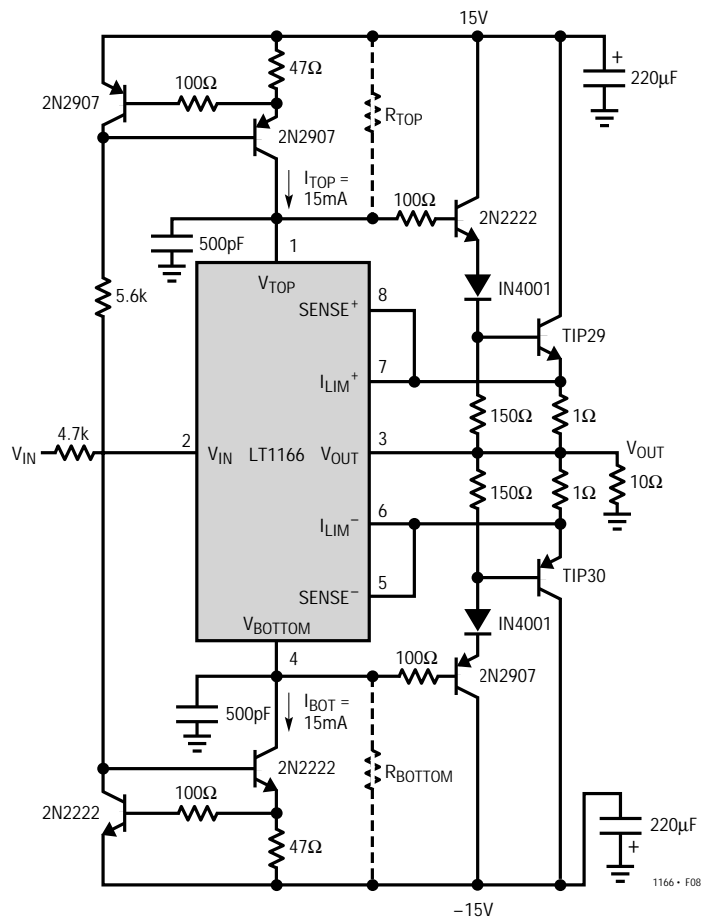 15V
47Ω
100Ω
2N2907
2N2907
R_TOP
+
220µF
I_TOP =
15mA
100Ω
2N2222
500pF
1
V_TOP
IN4001
8
SENSE+
5.6k
TIP29
7
I_LIM+
150Ω
1Ω
V_IN
4.7k
2
V_IN
LT1166
V_OUT
3
V_OUT
10Ω
150Ω
1Ω
6
I_LIM−
5
SENSE−
TIP30
IN4001
V_BOTTOM
4
100Ω
2N2907
I_BOT =
15mA
500pF
2N2222
R_BOTTOM
100Ω
2N2222
47Ω
220µF
+
1166 • F08
−15V